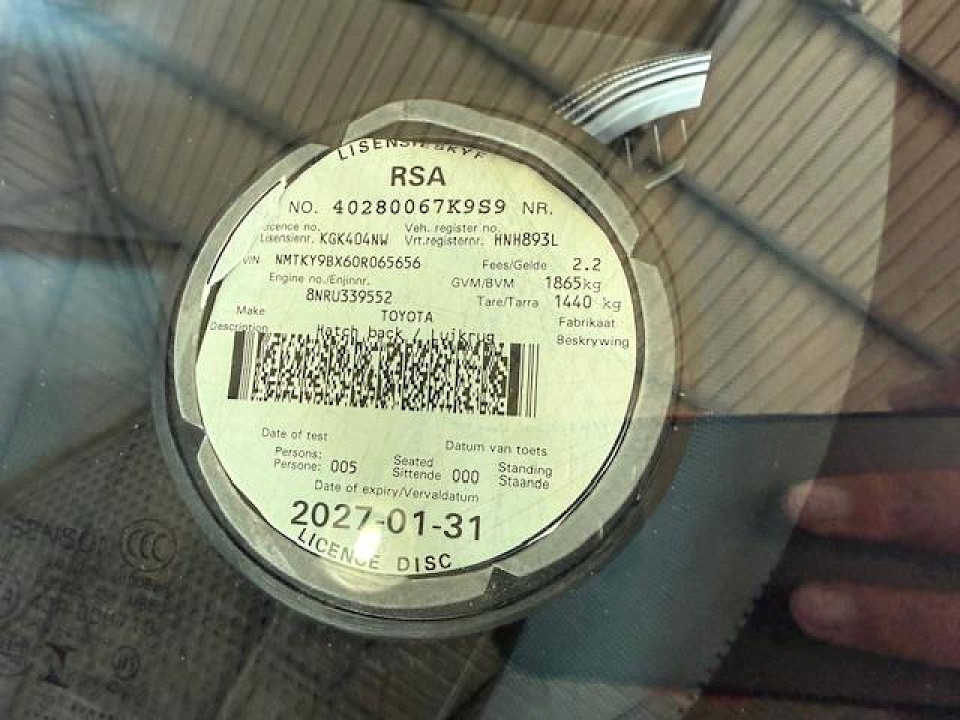 LISENSIESKYF
RSA
NO. 40280067K9S9 NR.
Licence no. Veh. register no.
Lisensienr. KGK404NW Vrt.registernr. HNH893L
VIN NMTKY9BX60R065656 Fees/Gelde 2.2
Engine no./Enjinnr. GVM/BVM 1865kg
8NRU339552 Tare/Tarra 1440 kg
Make TOYOTA Fabrikaat
Description Hatch back / Luikrug Beskrywing
Date of test Datum van toets
Persons: Seated Standing
Persone: 005 Sittende 000 Staande
Date of expiry/Vervaldatum
2027-01-31
LICENCE DISC
CCC